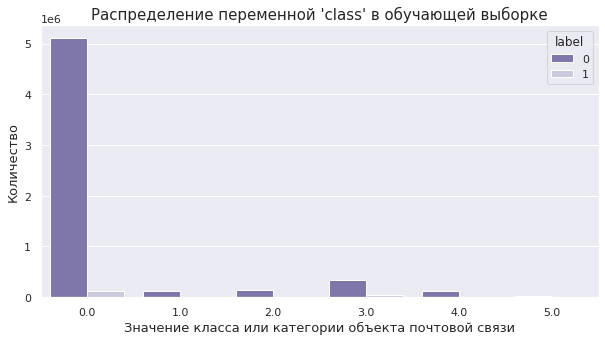 Распределение переменной 'class' в обучающей выборке
1e6
label
0
1
5
4
3
2
1
0
Количество
0.0 1.0 2.0 3.0 4.0 5.0
Значение класса или категории объекта почтовой связи